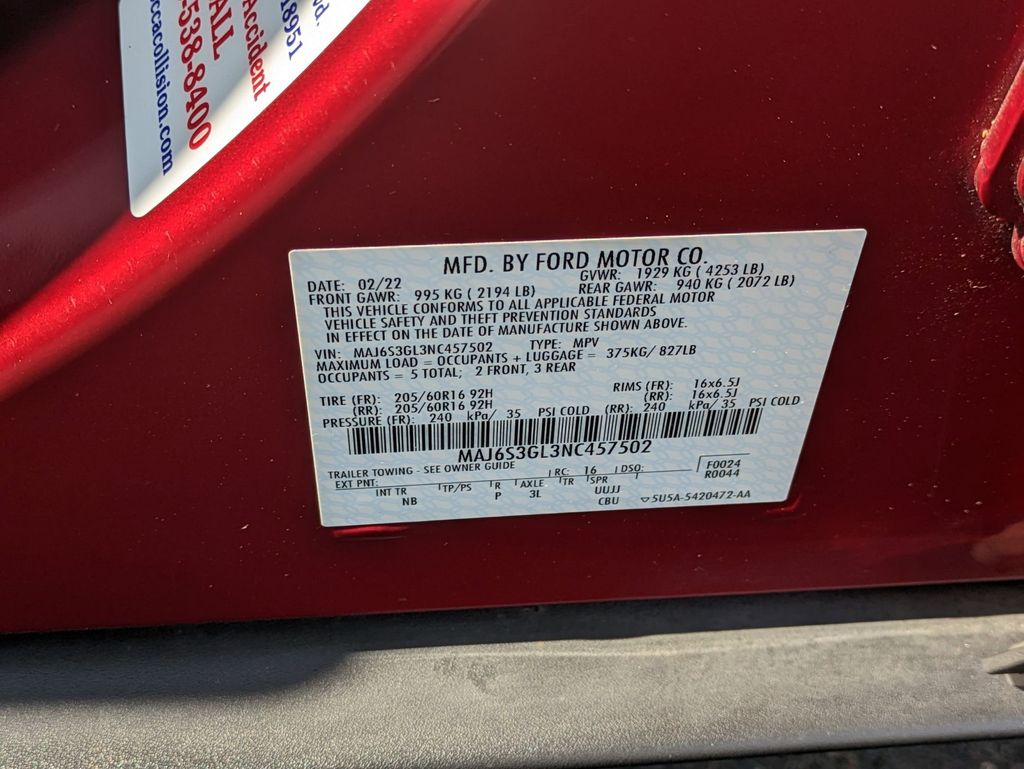 vd.
18951
Accident
ALL
-538-8400
occacollision.com
MFD. BY FORD MOTOR CO.
DATE: 02/22 GVWR: 1929 KG ( 4253 LB)
FRONT GAWR: 995 KG ( 2194 LB) REAR GAWR: 940 KG ( 2072 LB)
THIS VEHICLE CONFORMS TO ALL APPLICABLE FEDERAL MOTOR
VEHICLE SAFETY AND THEFT PREVENTION STANDARDS
IN EFFECT ON THE DATE OF MANUFACTURE SHOWN ABOVE.
VIN: MAJ6S3GL3NC457502 TYPE: MPV
MAXIMUM LOAD = OCCUPANTS + LUGGAGE = 375KG/ 827LB
OCCUPANTS = 5 TOTAL; 2 FRONT, 3 REAR
TIRE (FR): 205/60R16 92H RIMS (FR): 16x6.5J
(RR): 205/60R16 92H (RR): 16x6.5J
PRESSURE (FR): 240 kPa/ 35 PSI COLD (RR): 240 kPa/ 35 PSI COLD
MAJ6S3GL3NC457502
TRAILER TOWING - SEE OWNER GUIDE
EXT PNT: RC: 16 DSO: F0024
R0044
INT TR TP/PS R AXLE TR SPR
NB P 3L UUJJ
CBU 5U5A-5420472-AA